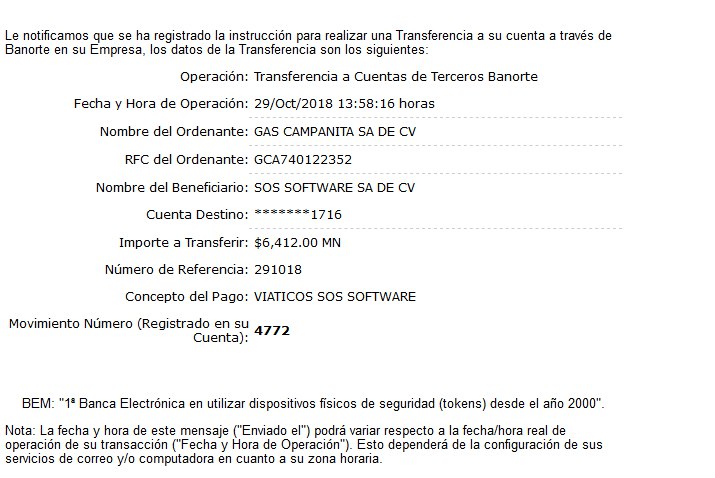 Le notificamos que se ha registrado la instrucción para realizar una Transferencia a su cuenta a través de
Banorte en su Empresa, los datos de la Transferencia son los siguientes:
Operación: Transferencia a Cuentas de Terceros Banorte
Fecha y Hora de Operación: 29/Oct/2018 13:58:16 horas
Nombre del Ordenante: GAS CAMPANITA SA DE CV
RFC del Ordenante: GCA740122352
Nombre del Beneficiario: SOS SOFTWARE SA DE CV
Cuenta Destino: *******1716
Importe a Transferir: $6,412.00 MN
Número de Referencia: 291018
Concepto del Pago: VIATICOS SOS SOFTWARE
Movimiento Número (Registrado en su
Cuenta): 4772
BEM: "1ª Banca Electrónica en utilizar dispositivos físicos de seguridad (tokens) desde el año 2000".
Nota: La fecha y hora de este mensaje ("Enviado el") podrá variar respecto a la fecha/hora real de
operación de su transacción ("Fecha y Hora de Operación"). Esto dependerá de la configuración de sus
servicios de correo y/o computadora en cuanto a su zona horaria.